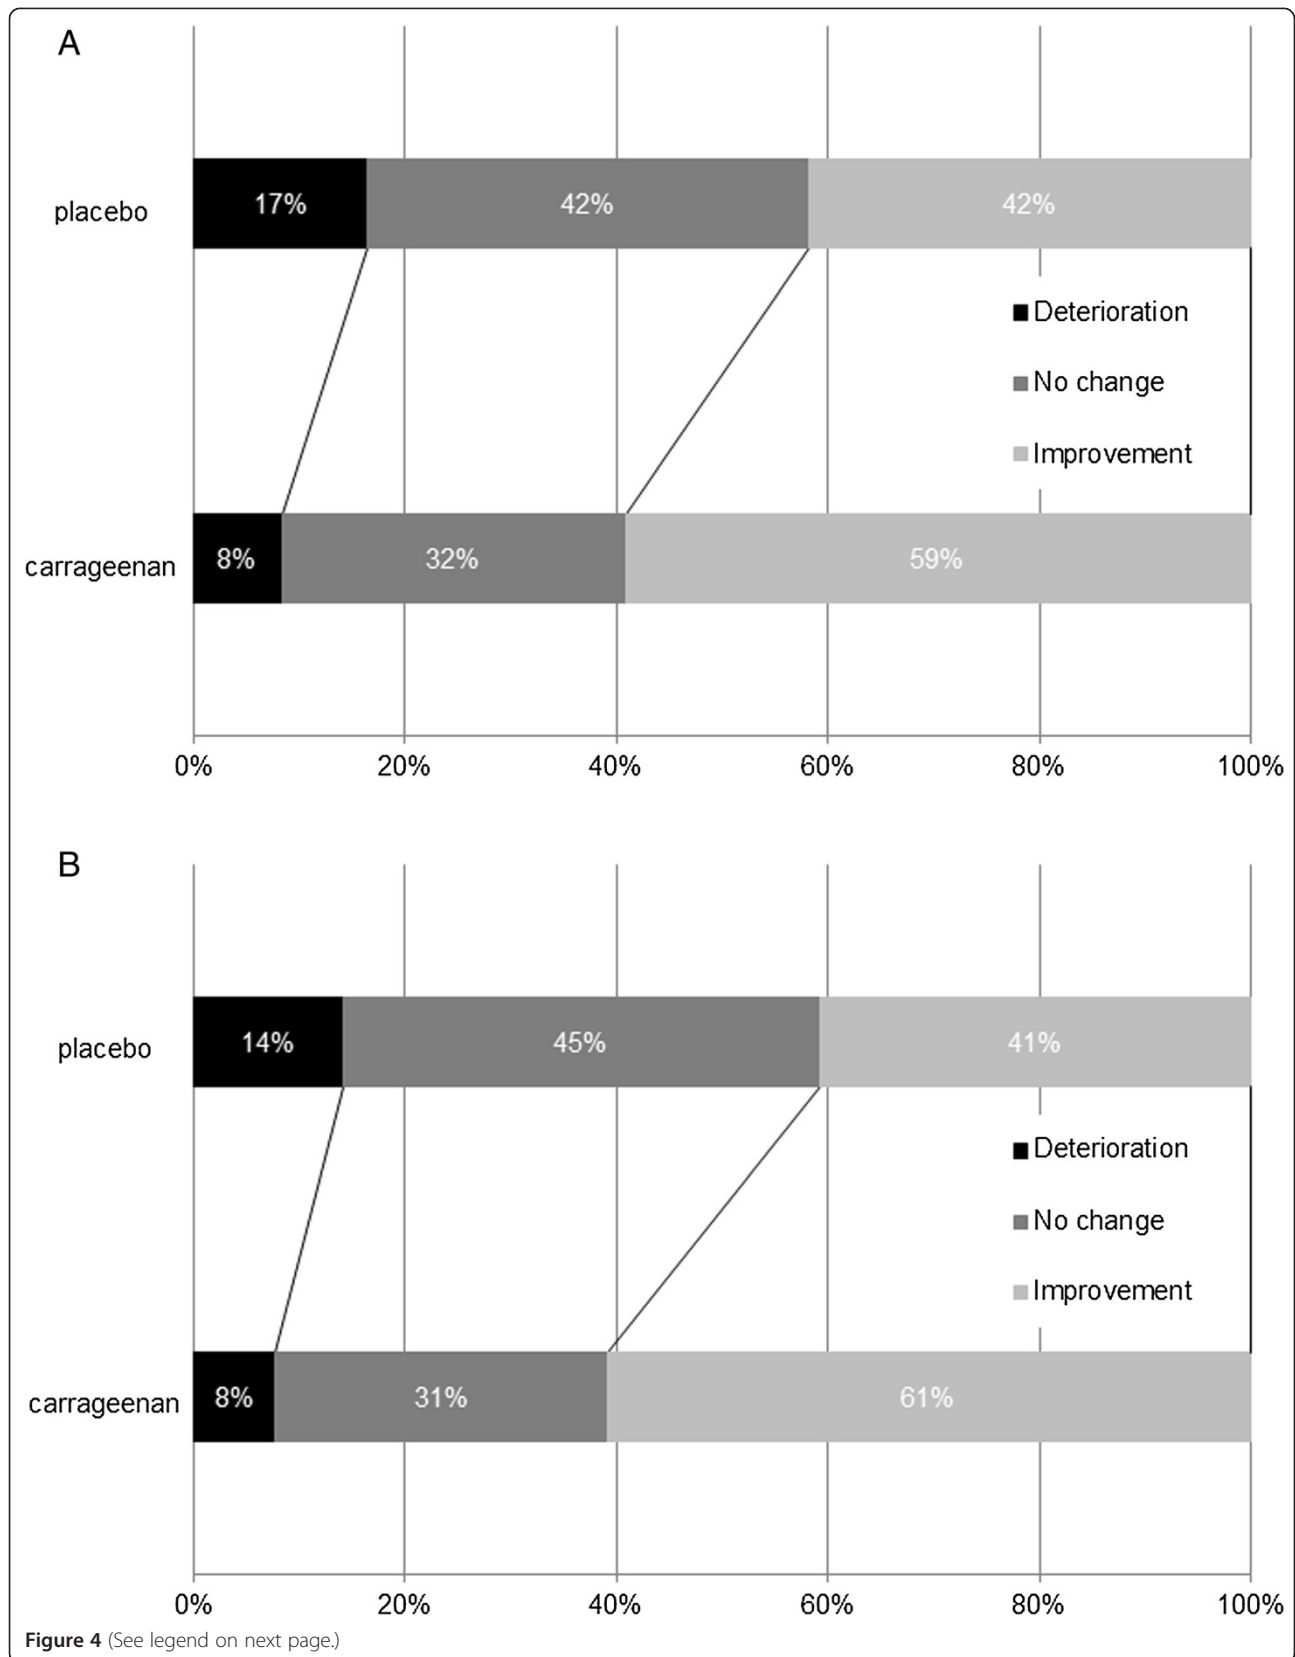 A
placebo
17%
42%
42%
Deterioration
No change
Improvement
carrageenan
8%
32%
59%
0%
20%
40%
60%
80%
100%
B
placebo
14%
45%
41%
Deterioration
No change
Improvement
carrageenan
8%
31%
61%
0%
20%
40%
60%
80%
100%
Figure 4 (See legend on next page.)